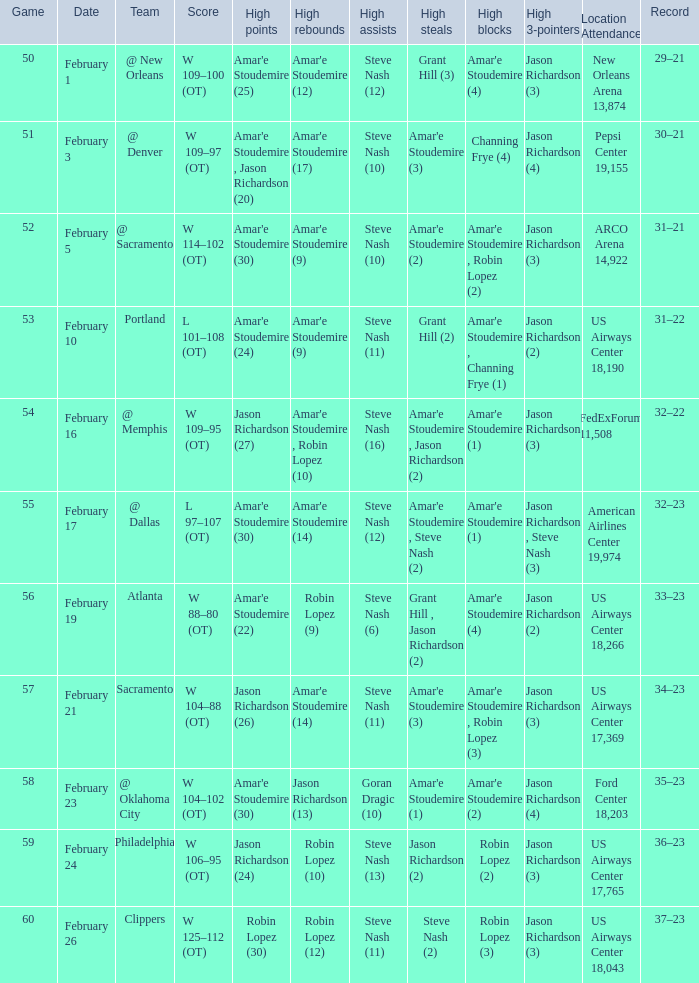 Game | Date | Team | Score | High points | High rebounds | High assists | High steals | High blocks | High 3-pointers | Location Attendance | Record
50 | February 1 | @ New Orleans | W 109–100 (OT) | Amar'e Stoudemire (25) | Amar'e Stoudemire (12) | Steve Nash (12) | Grant Hill (3) | Amar'e Stoudemire (4) | Jason Richardson (3) | New Orleans Arena 13,874 | 29–21
51 | February 3 | @ Denver | W 109–97 (OT) | Amar'e Stoudemire , Jason Richardson (20) | Amar'e Stoudemire (17) | Steve Nash (10) | Amar'e Stoudemire (3) | Channing Frye (4) | Jason Richardson (4) | Pepsi Center 19,155 | 30–21
52 | February 5 | @ Sacramento | W 114–102 (OT) | Amar'e Stoudemire (30) | Amar'e Stoudemire (9) | Steve Nash (10) | Amar'e Stoudemire (2) | Amar'e Stoudemire , Robin Lopez (2) | Jason Richardson (3) | ARCO Arena 14,922 | 31–21
53 | February 10 | Portland | L 101–108 (OT) | Amar'e Stoudemire (24) | Amar'e Stoudemire (9) | Steve Nash (11) | Grant Hill (2) | Amar'e Stoudemire , Channing Frye (1) | Jason Richardson (2) | US Airways Center 18,190 | 31–22
54 | February 16 | @ Memphis | W 109–95 (OT) | Jason Richardson (27) | Amar'e Stoudemire , Robin Lopez (10) | Steve Nash (16) | Amar'e Stoudemire , Jason Richardson (2) | Amar'e Stoudemire (1) | Jason Richardson (3) | FedExForum 11,508 | 32–22
55 | February 17 | @ Dallas | L 97–107 (OT) | Amar'e Stoudemire (30) | Amar'e Stoudemire (14) | Steve Nash (12) | Amar'e Stoudemire , Steve Nash (2) | Amar'e Stoudemire (1) | Jason Richardson , Steve Nash (3) | American Airlines Center 19,974 | 32–23
56 | February 19 | Atlanta | W 88–80 (OT) | Amar'e Stoudemire (22) | Robin Lopez (9) | Steve Nash (6) | Grant Hill , Jason Richardson (2) | Amar'e Stoudemire (4) | Jason Richardson (2) | US Airways Center 18,266 | 33–23
57 | February 21 | Sacramento | W 104–88 (OT) | Jason Richardson (26) | Amar'e Stoudemire (14) | Steve Nash (11) | Amar'e Stoudemire (3) | Amar'e Stoudemire , Robin Lopez (3) | Jason Richardson (3) | US Airways Center 17,369 | 34–23
58 | February 23 | @ Oklahoma City | W 104–102 (OT) | Amar'e Stoudemire (30) | Jason Richardson (13) | Goran Dragic (10) | Amar'e Stoudemire (1) | Amar'e Stoudemire (2) | Jason Richardson (4) | Ford Center 18,203 | 35–23
59 | February 24 | Philadelphia | W 106–95 (OT) | Jason Richardson (24) | Robin Lopez (10) | Steve Nash (13) | Jason Richardson (2) | Robin Lopez (2) | Jason Richardson (3) | US Airways Center 17,765 | 36–23
60 | February 26 | Clippers | W 125–112 (OT) | Robin Lopez (30) | Robin Lopez (12) | Steve Nash (11) | Steve Nash (2) | Robin Lopez (3) | Jason Richardson (3) | US Airways Center 18,043 | 37–23